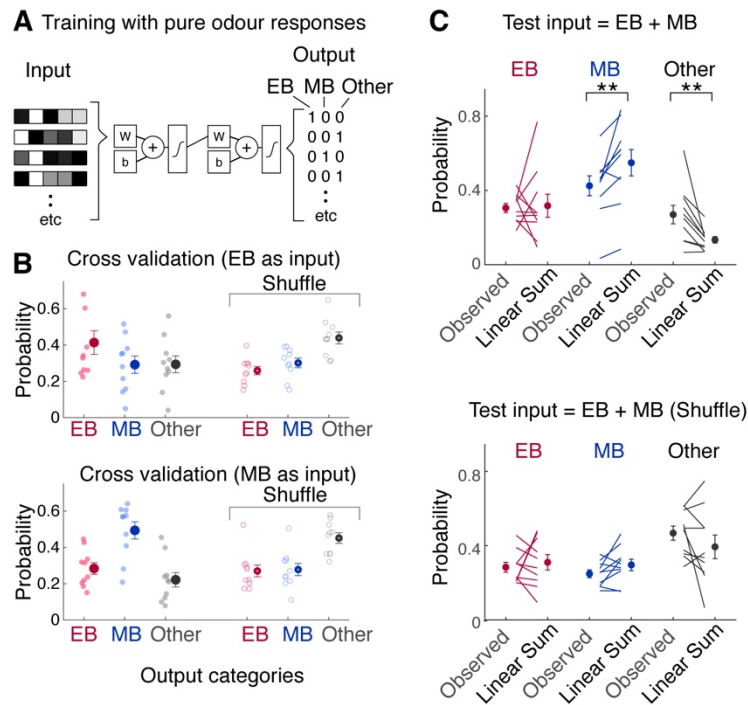 A Training with pure odour responses
Input
Output
EB MB Other
w
b
+
w
b
+
1 0 0
0 0 1
0 1 0
0 0 1
etc
etc
B
Cross validation (EB as input)
Shuffle
Probability
0.6
0.4
0.2
0
EB MB Other EB MB Other
Cross validation (MB as input)
Shuffle
Probability
0.6
0.4
0.2
0
EB MB Other EB MB Other
Output categories
C
Test input = EB + MB
EB MB Other
** **
Probability
0.8
0.4
0
Observed Linear Sum Observed Linear Sum Observed Linear Sum
Test input = EB + MB (Shuffle)
EB MB Other
Probability
0.8
0.4
0
Observed Linear Sum Observed Linear Sum Observed Linear Sum